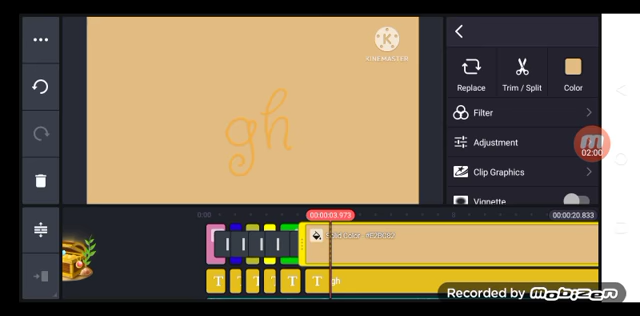 KINEMASTER
gh
Replace
Trim / Split
Color
Filter
Adjustment
02:00
Clip Graphics
Vignette
0:00
00:00:03.973
00:00:20.833
T T T T T T gh
Recorded by mobizen